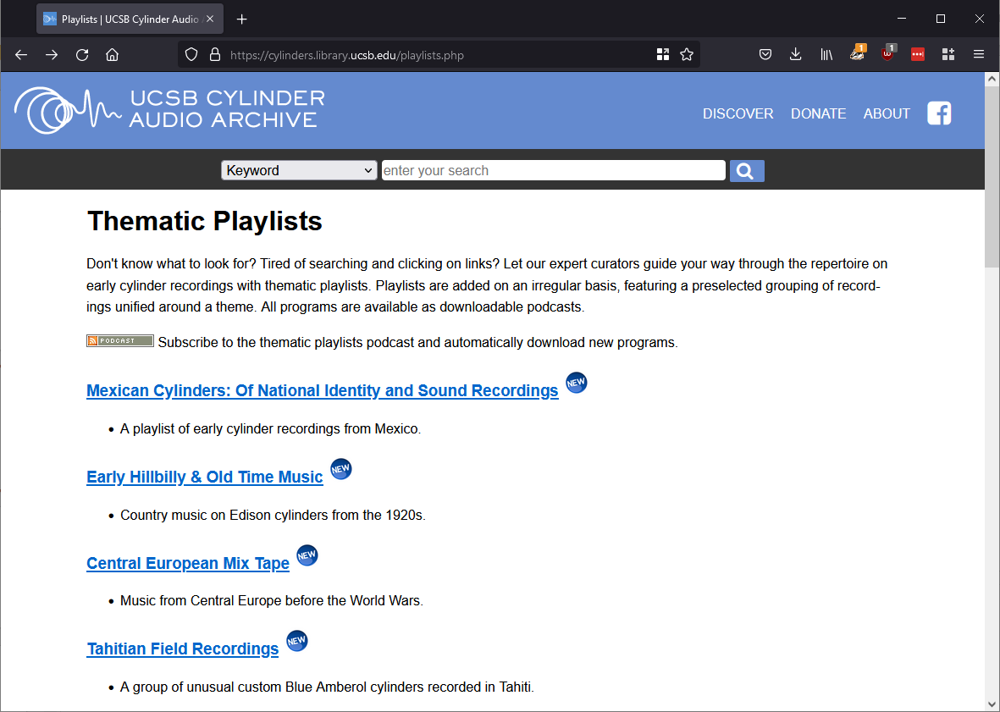 Playlists | UCSB Cylinder Audio
https://cylinders.library.ucsb.edu/playlists.php
1
1
UCSB CYLINDER
AUDIO ARCHIVE
DISCOVER DONATE ABOUT
Keyword
enter your search
Thematic Playlists
Don't know what to look for? Tired of searching and clicking on links? Let our expert curators guide your way through the repertoire on
early cylinder recordings with thematic playlists. Playlists are added on an irregular basis, featuring a preselected grouping of record-
ings unified around a theme. All programs are available as downloadable podcasts.
PODCAST Subscribe to the thematic playlists podcast and automatically download new programs.
Mexican Cylinders: Of National Identity and Sound Recordings NEW
• A playlist of early cylinder recordings from Mexico.
Early Hillbilly & Old Time Music NEW
• Country music on Edison cylinders from the 1920s.
Central European Mix Tape NEW
• Music from Central Europe before the World Wars.
Tahitian Field Recordings NEW
• A group of unusual custom Blue Amberol cylinders recorded in Tahiti.